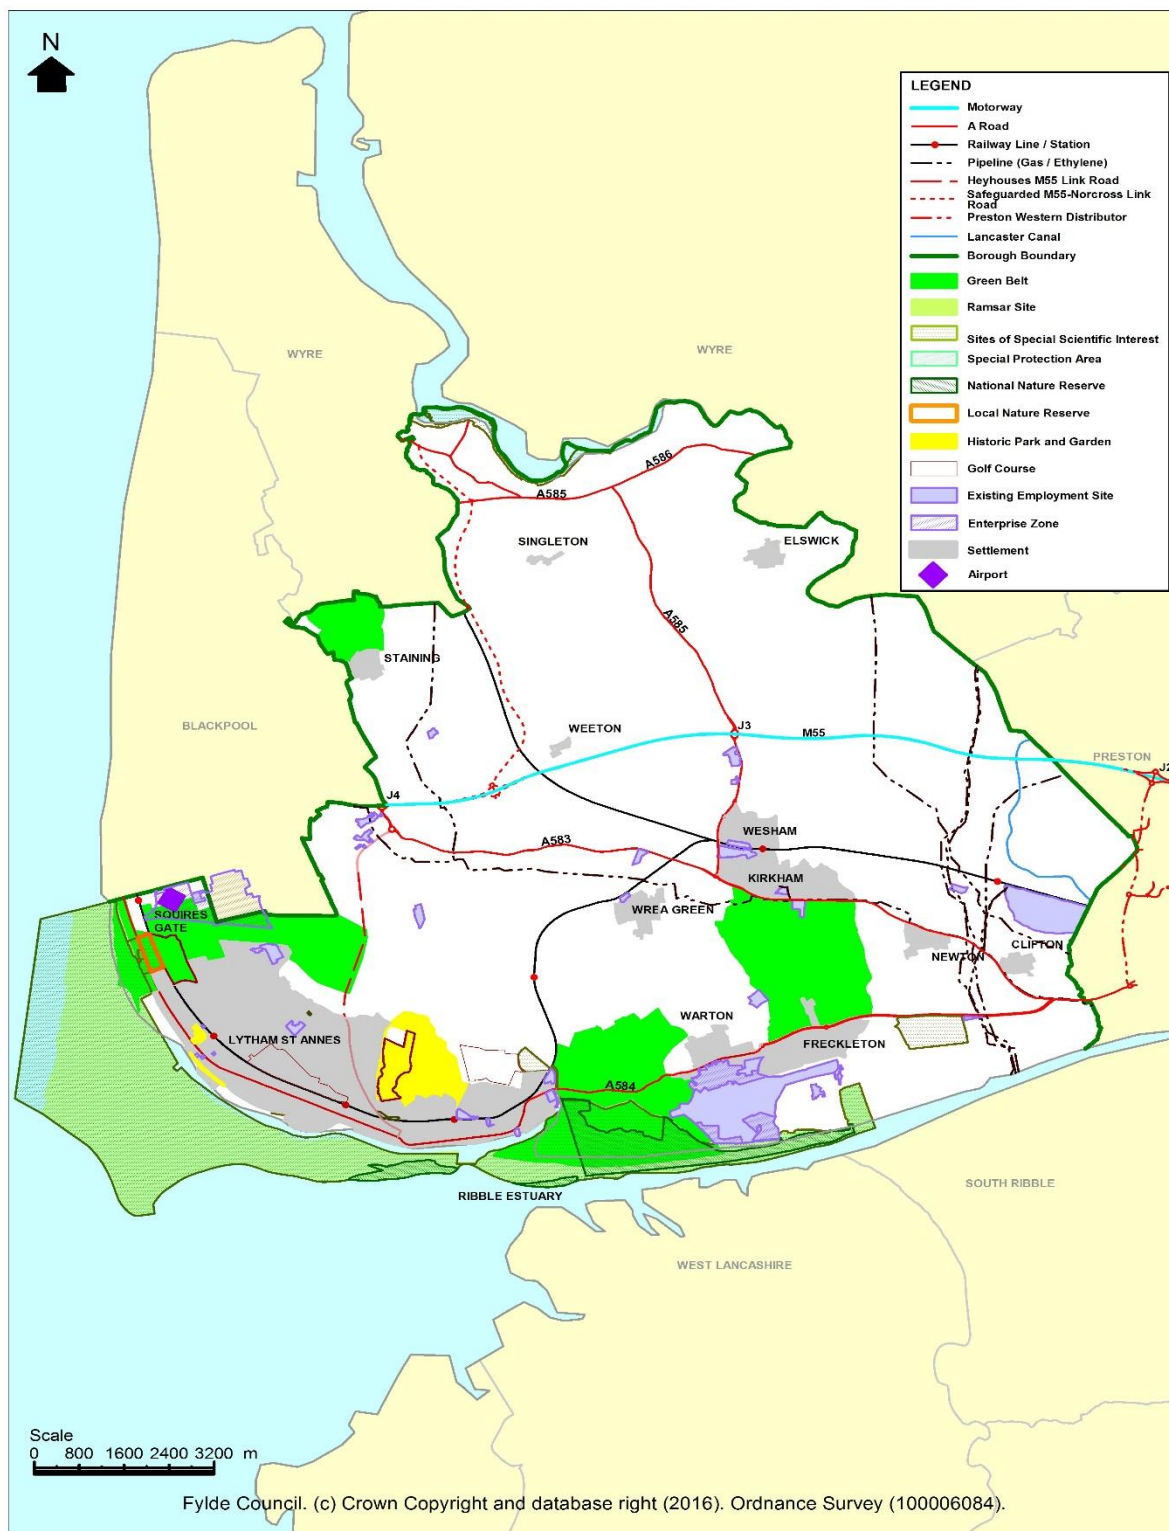 N
LEGEND
Motorway
A Road
Railway Line / Station
Pipeline (Gas / Ethylene)
Heyhouses M55 Link Road
Safeguarded M55-Norcross Link
Road
Preston Western Distributor
Lancaster Canal
Borough Boundary
Green Belt
Ramsar Site
Sites of Special Scientific Interest
Special Protection Area
National Nature Reserve
Local Nature Reserve
Historic Park and Garden
Golf Course
Existing Employment Site
Enterprise Zone
Settlement
Airport
WYRE
WYRE
A586
A585
SINGLETON
ELSWICK
A585
STAINING
BLACKPOOL
WEETON
J3
M55
PRESTON
J2
J4
WESHAM
A583
KIRKHAM
WREA GREEN
SQUIRES
GATE
NEWTON
CLIFTON
WARTON
LYTHAM ST ANNES
FRECKLETON
A584
RIBBLE ESTUARY
SOUTH RIBBLE
WEST LANCASHIRE
Scale
0 800 1600 2400 3200 m
Fylde Council. (c) Crown Copyright and database right (2016). Ordnance Survey (100006084).